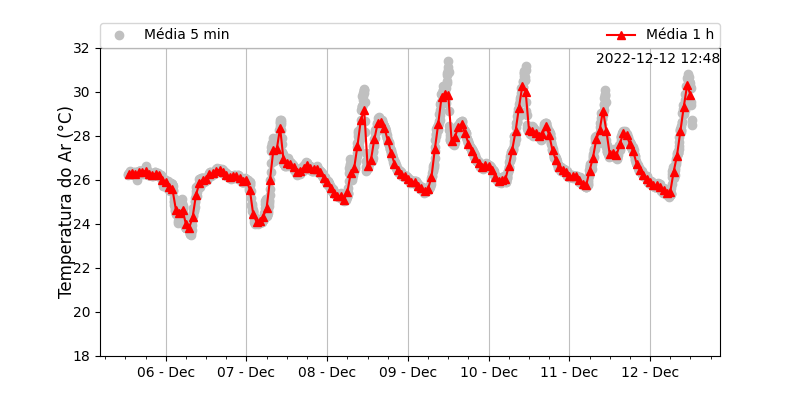 Média 5 min
Média 1 h
2022-12-12 12:48
Temperatura do Ar (°C)
32
30
28
26
24
22
20
18
06 - Dec
07 - Dec
08 - Dec
09 - Dec
10 - Dec
11 - Dec
12 - Dec